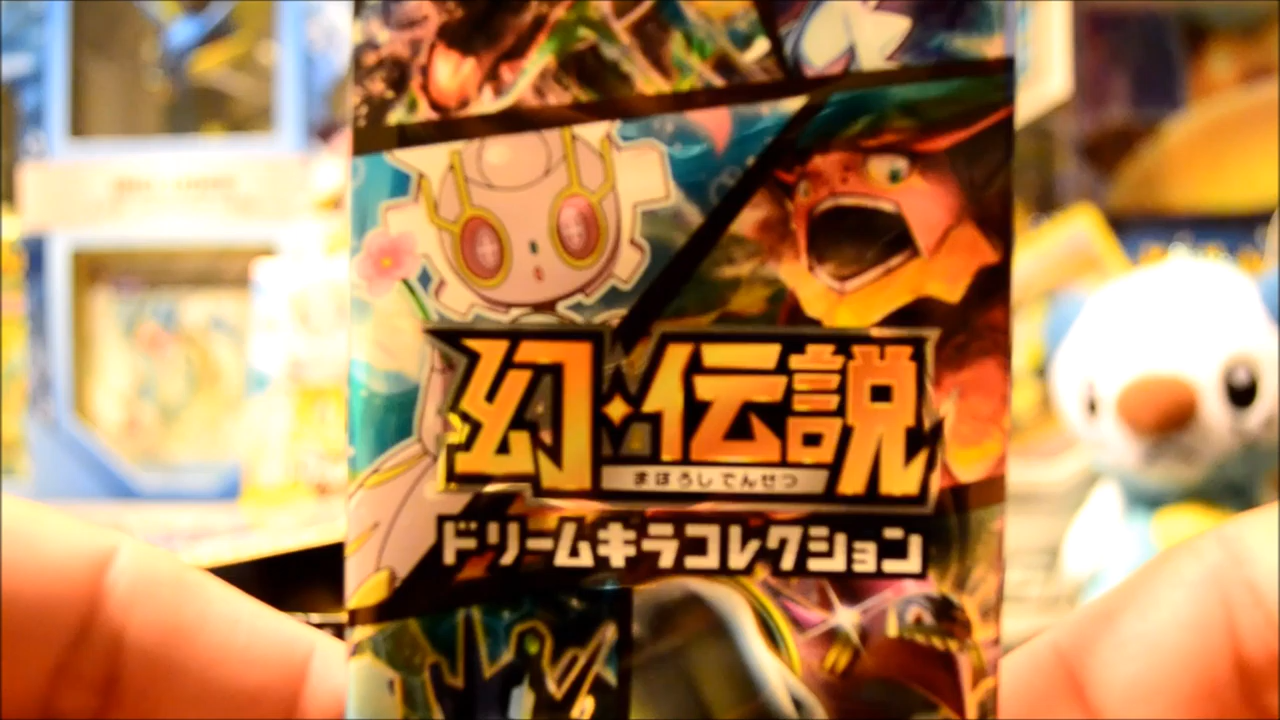 幻・伝説
まぼろしでんせつ
ドリームキラコレクション